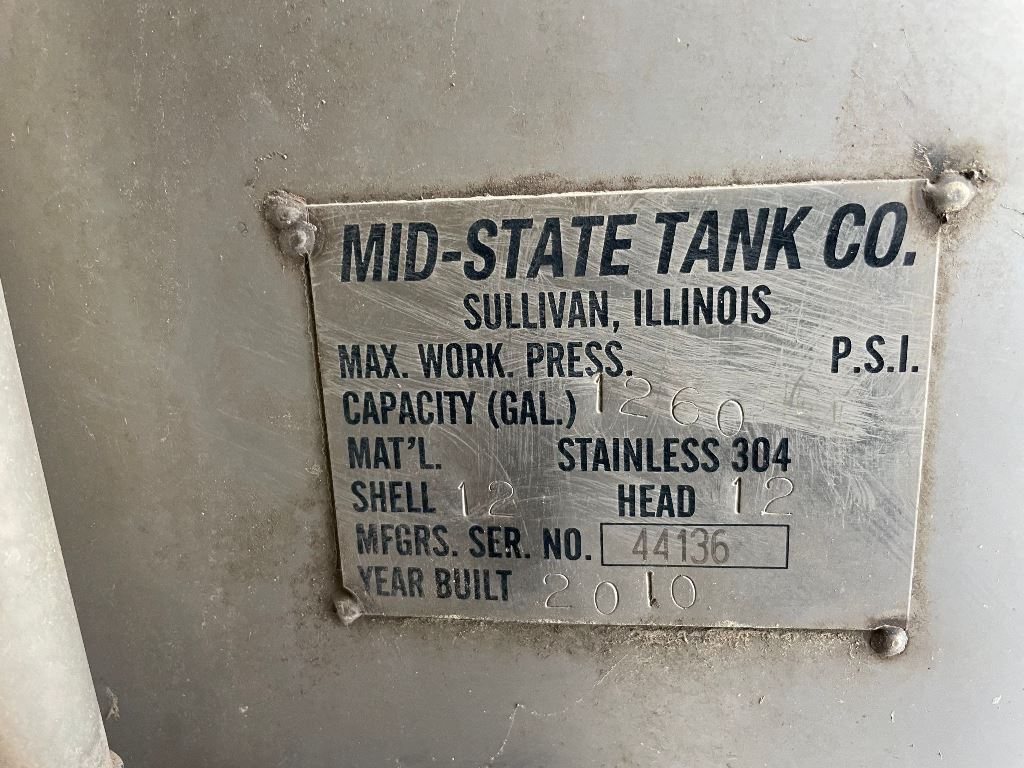 MID-STATE TANK CO.
SULLIVAN, ILLINOIS
MAX. WORK. PRESS. P.S.I.
CAPACITY (GAL.) 1260
MAT'L. STAINLESS 304
SHELL 12 HEAD 12
MFGRS. SER. NO. 44136
YEAR BUILT 2010